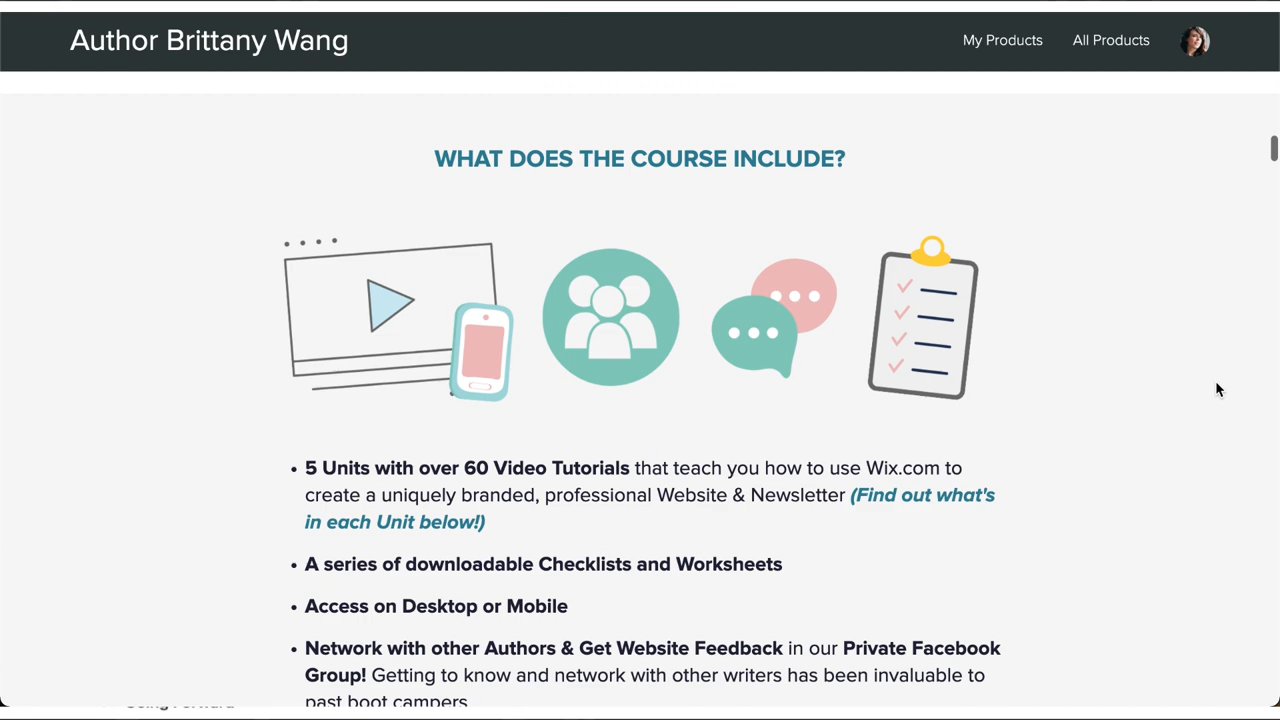 Author Brittany Wang
My Products
All Products
WHAT DOES THE COURSE INCLUDE?
• 5 Units with over 60 Video Tutorials that teach you how to use Wix.com to
create a uniquely branded, professional Website & Newsletter (Find out what's
in each Unit below!)
• A series of downloadable Checklists and Worksheets
• Access on Desktop or Mobile
• Network with other Authors & Get Website Feedback in our Private Facebook
Group! Getting to know and network with other writers has been invaluable to
past boot campers